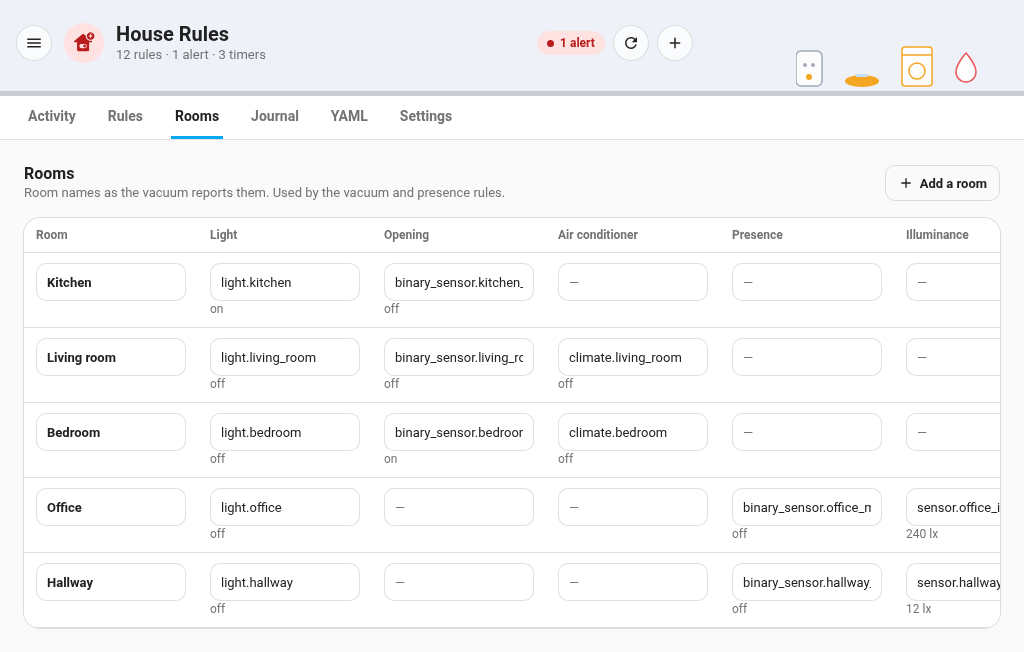 House Rules
12 rules · 1 alert · 3 timers
1 alert
Activity Rules Rooms Journal YAML Settings
Rooms
Room names as the vacuum reports them. Used by the vacuum and presence rules.
Add a room
Room Light Opening Air conditioner Presence Illuminance
Kitchen light.kitchen binary_sensor.kitchen_ — — —
on off
Living room light.living_room binary_sensor.living_ro climate.living_room — —
off off off
Bedroom light.bedroom binary_sensor.bedroor climate.bedroom — —
off on off
Office light.office — — binary_sensor.office_m sensor.office_i
off off 240 lx
Hallway light.hallway — — binary_sensor.hallway_ sensor.hallway
off off 12 lx